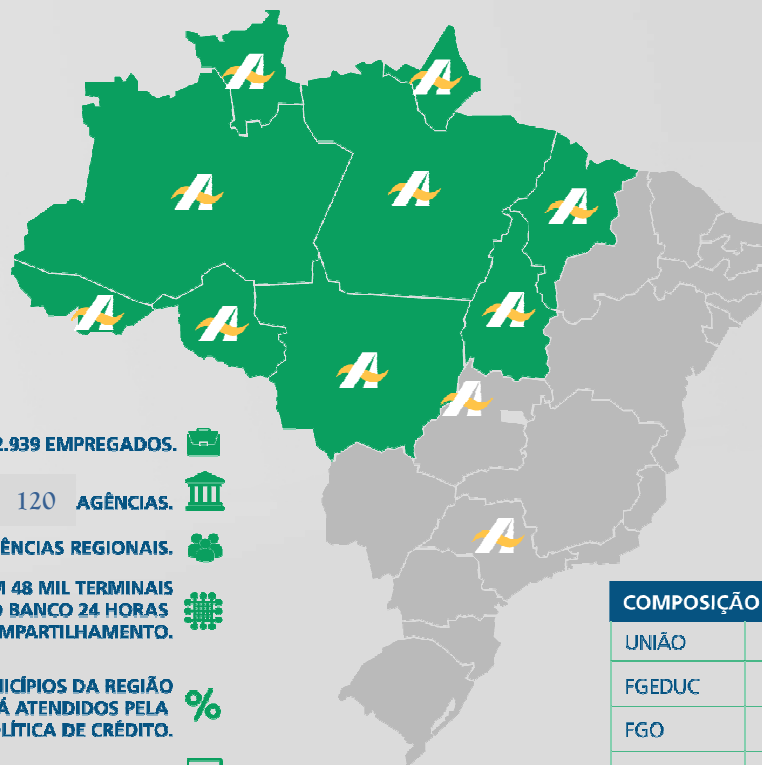 2.939 EMPREGADOS.
120 AGÊNCIAS.
ÊNCIAS REGIONAIS.
M 48 MIL TERMINAIS
O BANCO 24 HORAS
MPARTILHAMENTO.
NICÍPIOS DA REGIÃO
Á ATENDIDOS PELA
OLÍTICA DE CRÉDITO.
COMPOSIÇÃO
UNIÃO
FGEDUC
FGO